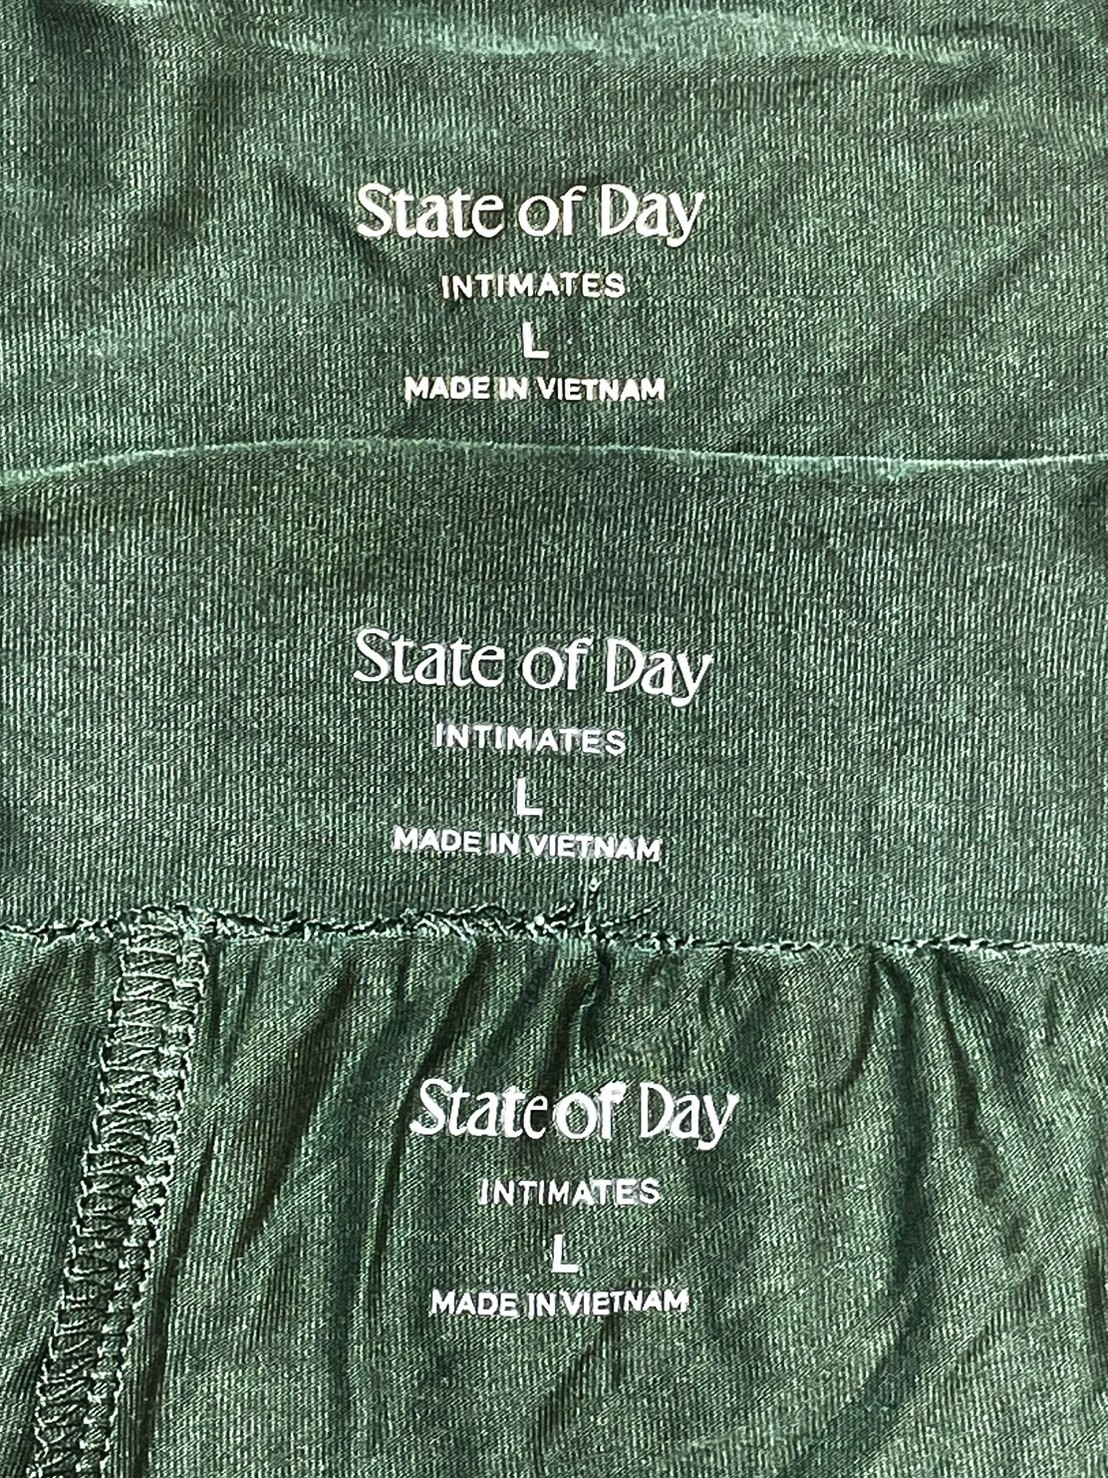 State of Day
INTIMATES
L
MADE IN VIETNAM
State of Day
INTIMATES
L
MADE IN VIETNAM
State of Day
INTIMATES
L
MADE IN VIETNAM